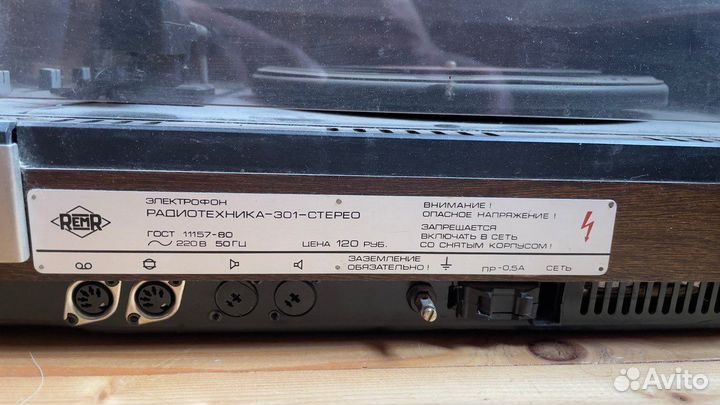 REMR
ЭЛЕКТРОФОН
РАДИОТЕХНИКА-301-СТЕРЕО
ГОСТ 11157-80
~ 220 В 50 ГЦ
ЦЕНА 120 РУБ.
ВНИМАНИЕ!
ОПАСНОЕ НАПРЯЖЕНИЕ!
ЗАПРЕЩАЕТСЯ
ВКЛЮЧАТЬ В СЕТЬ
СО СНЯТЫМ КОРПУСОМ!
ЗАЗЕМЛЕНИЕ
ОБЯЗАТЕЛЬНО!
ПР-0,5А
СЕТЬ
Avito